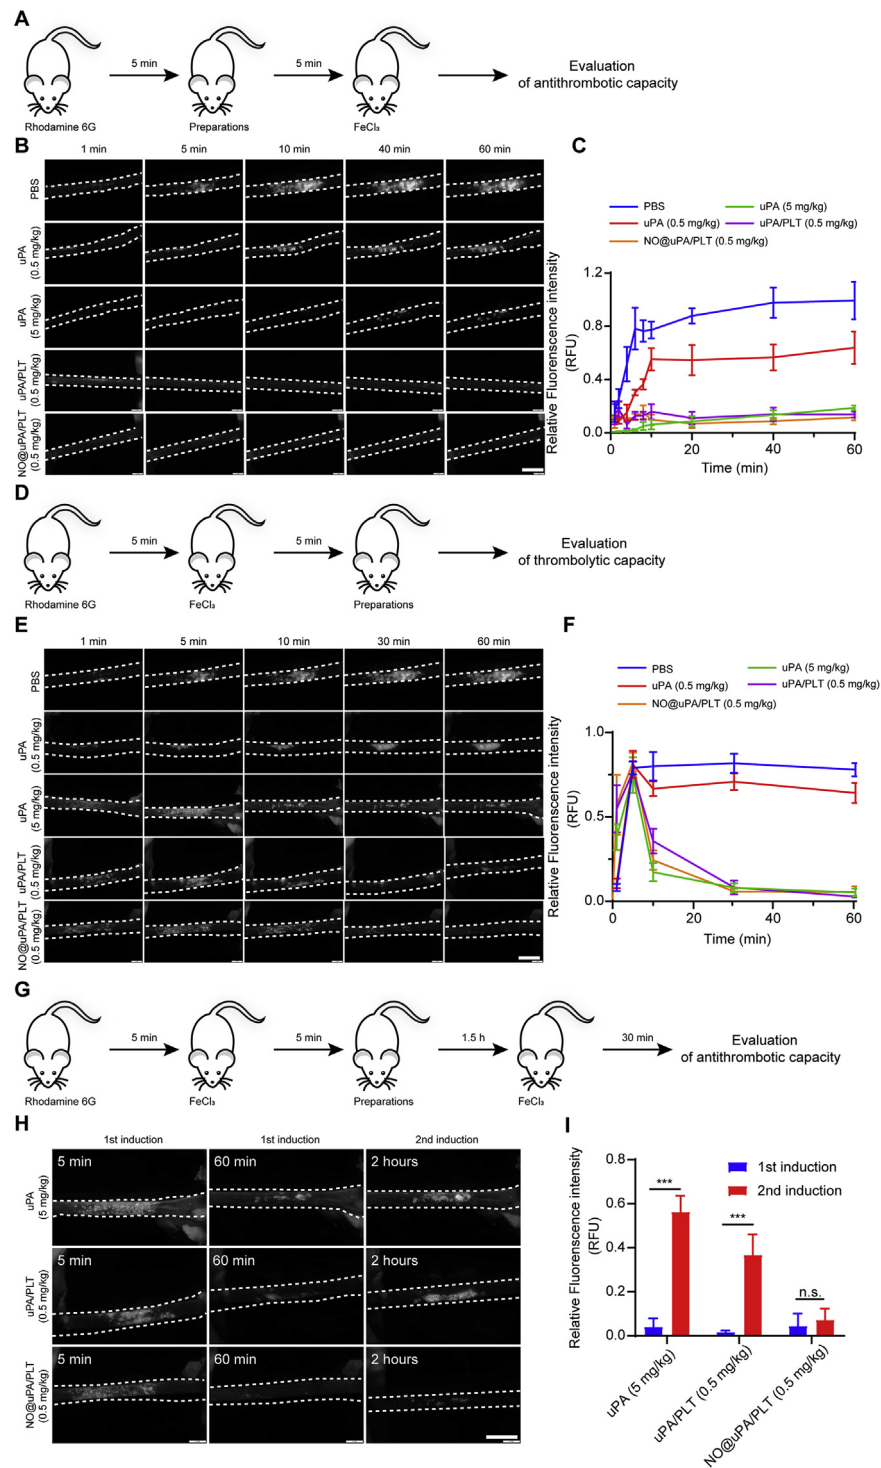 A
5 min
5 min
Evaluation
of antithrombotic capacity
Rhodamine 6G
Preparations
FeCl₃
B
1 min
5 min
10 min
40 min
60 min
PBS
uPA
(0.5 mg/kg)
uPA
(5 mg/kg)
uPA/PLT
(0.5 mg/kg)
NO@uPA/PLT
(0.5 mg/kg)
C
PBS
uPA (5 mg/kg)
uPA (0.5 mg/kg)
uPA/PLT (0.5 mg/kg)
NO@uPA/PLT (0.5 mg/kg)
Relative Fluorescence intensity
(RFU)
1.2
0.8
0.4
0.0
0
20
40
60
Time (min)
D
5 min
5 min
Evaluation
of thrombolytic capacity
Rhodamine 6G
FeCl₃
Preparations
E
1 min
5 min
10 min
30 min
60 min
PBS
uPA
(0.5 mg/kg)
uPA
(5 mg/kg)
uPA/PLT
(0.5 mg/kg)
NO@uPA/PLT
(0.5 mg/kg)
F
PBS
uPA (5 mg/kg)
uPA (0.5 mg/kg)
uPA/PLT (0.5 mg/kg)
NO@uPA/PLT (0.5 mg/kg)
Relative Fluorescence intensity
(RFU)
1.0
0.5
0.0
0
20
40
60
Time (min)
G
5 min
5 min
1.5 h
30 min
Evaluation
of antithrombotic capacity
Rhodamine 6G
FeCl₃
Preparations
FeCl₃
H
1st induction
1st induction
2nd induction
uPA
(5 mg/kg)
5 min
60 min
2 hours
uPA/PLT
(0.5 mg/kg)
5 min
60 min
2 hours
NO@uPA/PLT
(0.5 mg/kg)
5 min
60 min
2 hours
I
1st induction
2nd induction
Relative Fluorescence intensity
(RFU)
0.8
0.6
0.4
0.2
0.0
***
***
n.s.
uPA (5 mg/kg)
uPA/PLT (0.5 mg/kg)
NO@uPA/PLT (0.5 mg/kg)